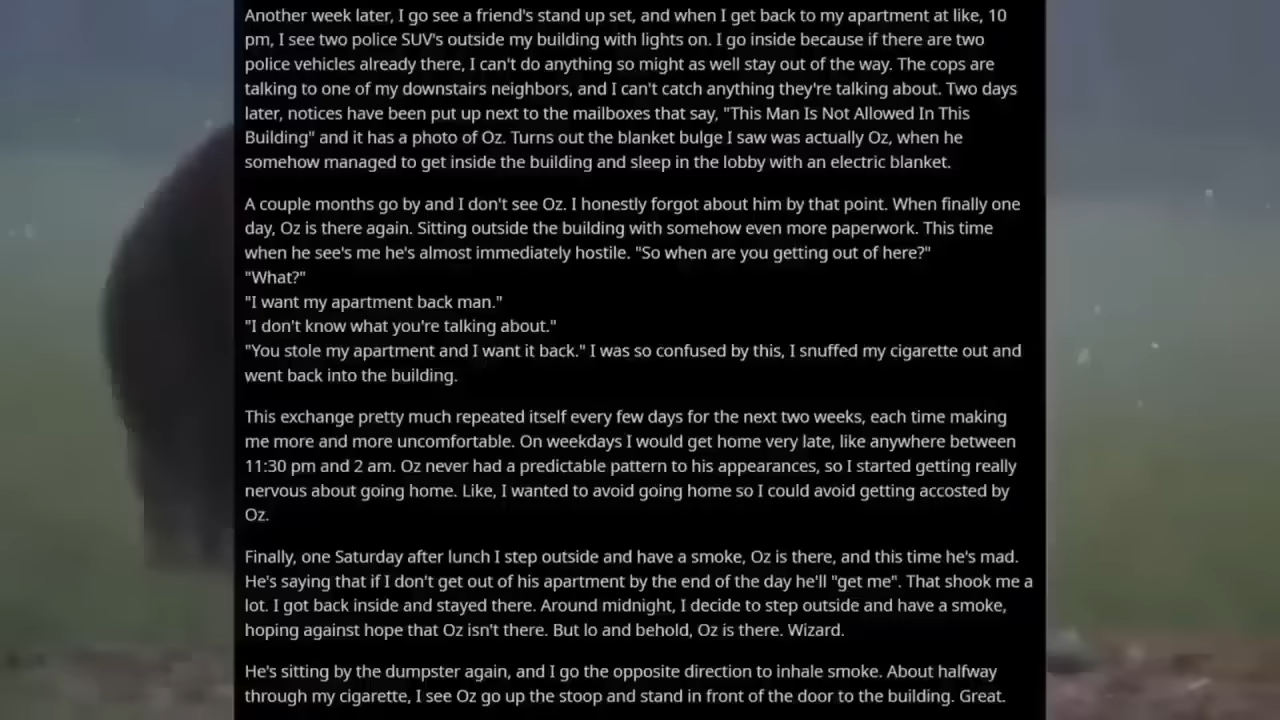 Another week later, I go see a friend's stand up set, and when I get back to my apartment at like, 10
pm, I see two police SUV's outside my building with lights on. I go inside because if there are two
police vehicles already there, I can't do anything so might as well stay out of the way. The cops are
talking to one of my downstairs neighbors, and I can't catch anything they're talking about. Two days
later, notices have been put up next to the mailboxes that say, "This Man Is Not Allowed In This
Building" and it has a photo of Oz. Turns out the blanket bulge I saw was actually Oz, when he
somehow managed to get inside the building and sleep in the lobby with an electric blanket.
A couple months go by and I don't see Oz. I honestly forgot about him by that point. When finally one
day, Oz is there again. Sitting outside the building with somehow even more paperwork. This time
when he see's me he's almost immediately hostile. "So when are you getting out of here?"
"What?"
"I want my apartment back man."
"I don't know what you're talking about."
"You stole my apartment and I want it back." I was so confused by this, I snuffed my cigarette out and
went back into the building.
This exchange pretty much repeated itself every few days for the next two weeks, each time making
me more and more uncomfortable. On weekdays I would get home very late, like anywhere between
11:30 pm and 2 am. Oz never had a predictable pattern to his appearances, so I started getting really
nervous about going home. Like, I wanted to avoid going home so I could avoid getting accosted by
Oz.
Finally, one Saturday after lunch I step outside and have a smoke, Oz is there, and this time he's mad.
He's saying that if I don't get out of his apartment by the end of the day he'll "get me". That shook me a
lot. I got back inside and stayed there. Around midnight, I decide to step outside and have a smoke,
hoping against hope that Oz isn't there. But lo and behold, Oz is there. Wizard.
He's sitting by the dumpster again, and I go the opposite direction to inhale smoke. About halfway
through my cigarette, I see Oz go up the stoop and stand in front of the door to the building. Great.